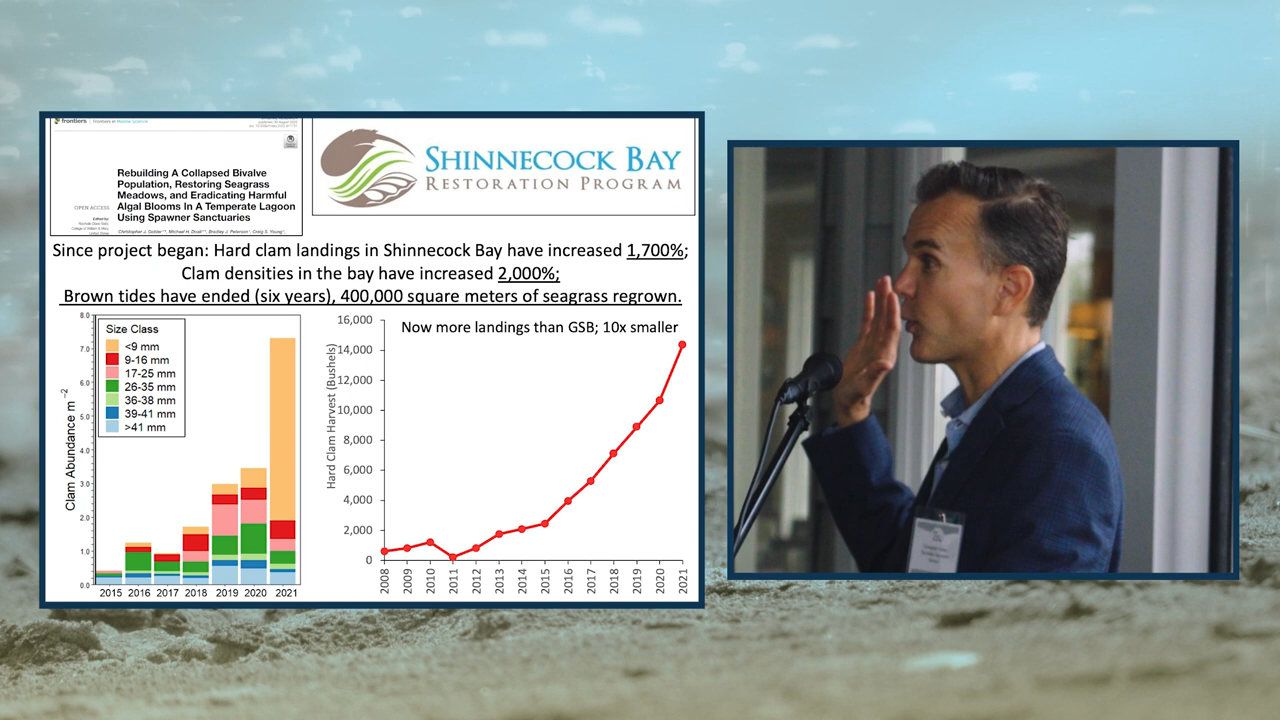 frontiers | Frontiers in Marine Science
Rebuilding A Collapsed Bivalve
Population, Restoring Seagrass
Meadows, and Eradicating Harmful
Algal Blooms In A Temperate Lagoon
Using Spawner Sanctuaries
OPEN ACCESS
Edited by:
SHINNECOCK BAY
RESTORATION PROGRAM
Since project began: Hard clam landings in Shinnecock Bay have increased 1,700%;
Clam densities in the bay have increased 2,000%;
Brown tides have ended (six years), 400,000 square meters of seagrass regrown.
Clam Abundance m⁻²
8.0
7.0
6.0
5.0
4.0
3.0
2.0
1.0
0.0
Size Class
<9 mm
9-16 mm
17-25 mm
26-35 mm
36-38 mm
39-41 mm
>41 mm
2015 2016 2017 2018 2019 2020 2021
Now more landings than GSB; 10x smaller
Hard Clam Harvest (Bushels)
16,000
14,000
12,000
10,000
8,000
6,000
4,000
2,000
0
2008 2009 2010 2011 2012 2013 2014 2015 2016 2017 2018 2019 2020 2021